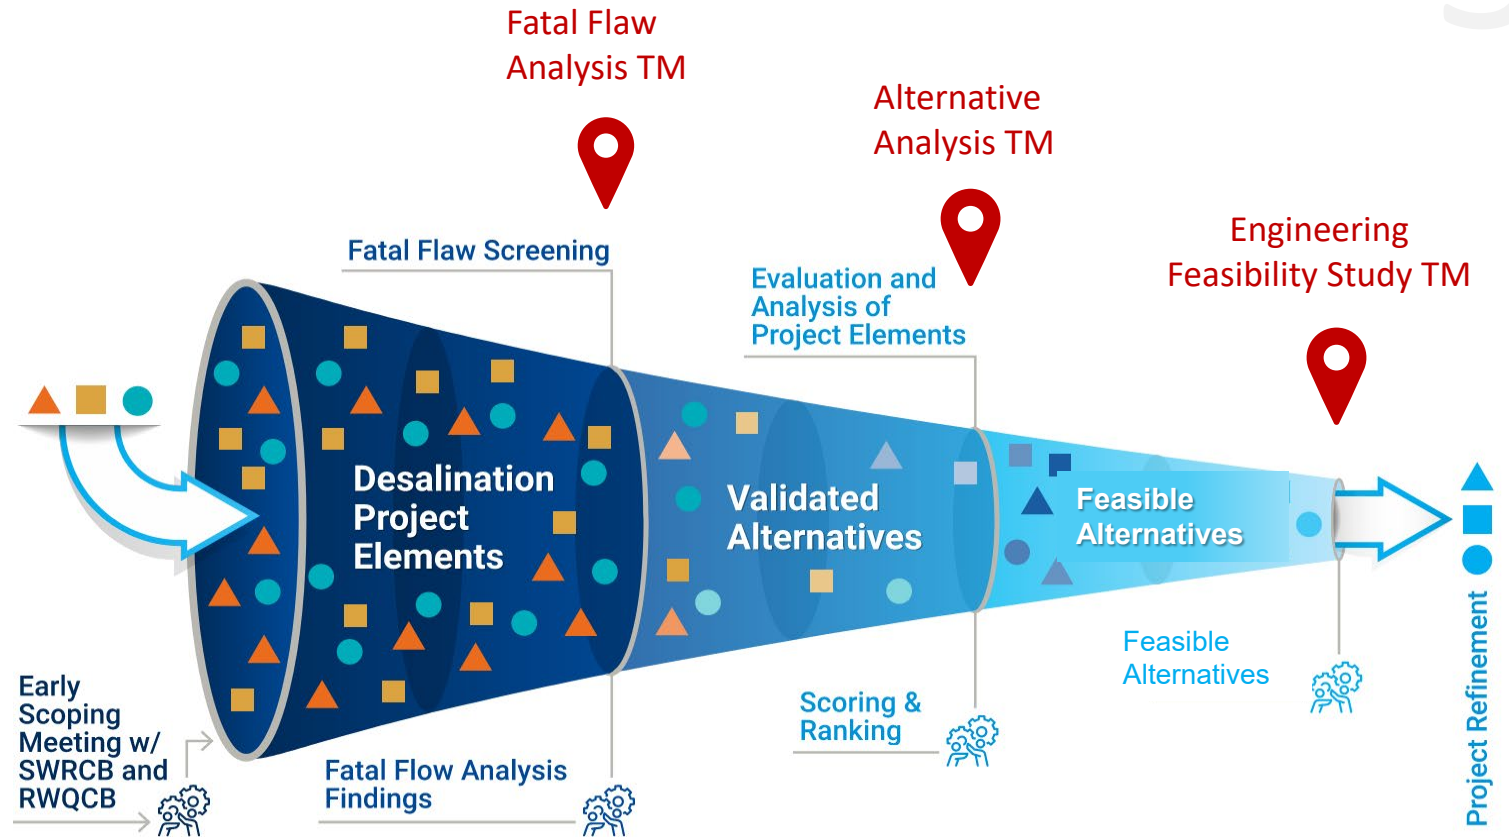 Fatal Flaw
Analysis TM
Alternative
Analysis TM
Engineering
Feasibility Study TM
Fatal Flaw Screening
Evaluation and
Analysis of
Project Elements
Desalination
Project
Elements
Validated
Alternatives
Feasible
Alternatives
Early
Scoping
Meeting w/
SWRCB and
RWQCB
Fatal Flow Analysis
Findings
Scoring &
Ranking
Feasible
Alternatives
Project Refinement